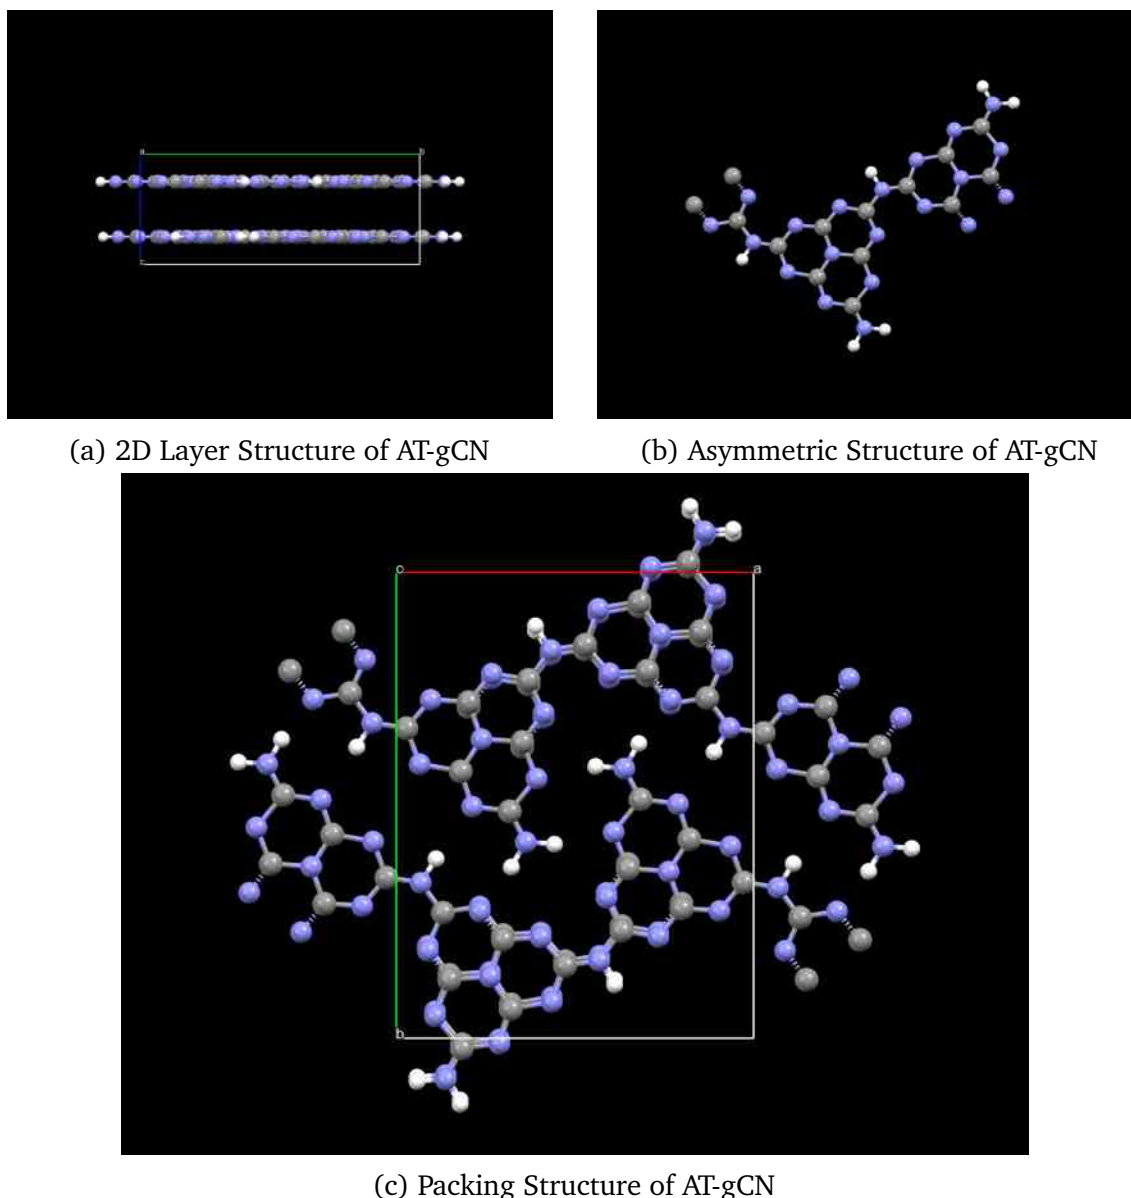 (a) 2D Layer Structure of AT-gCN
(b) Asymmetric Structure of AT-gCN
o
a
b
(c) Packing Structure of AT-gCN